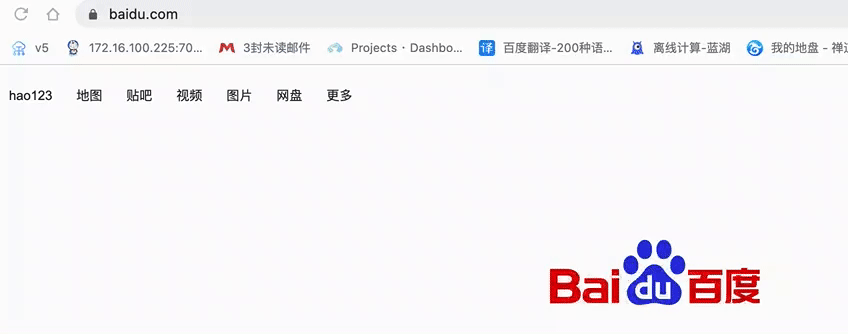 baidu.com
v5 172.16.100.225:70... 3封未读邮件 Projects · Dashbo... 译 百度翻译-200种语... 离线计算-蓝湖 我的地盘 - 禅
hao123 地图 贴吧 视频 图片 网盘 更多
Bai du 百度